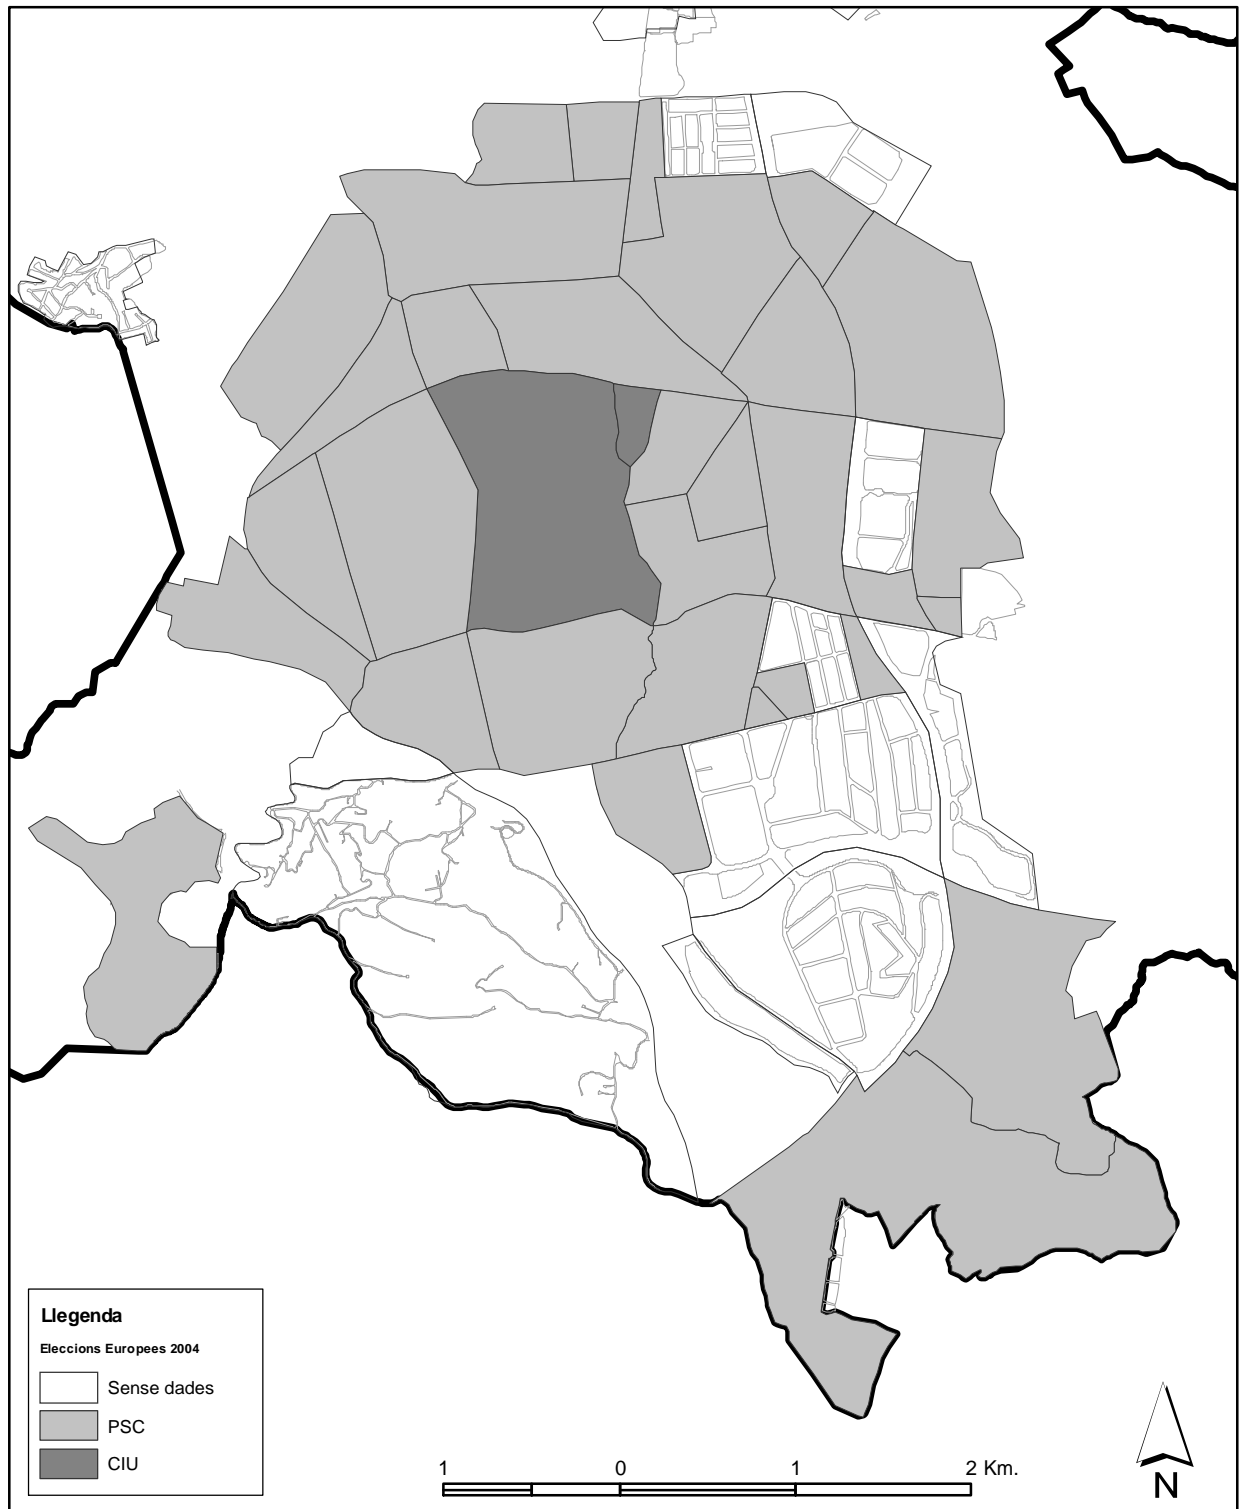 Llegenda
Eleccions Europees 2004
Sense dades
PSC
CIU
1 0 1 2 Km.
N